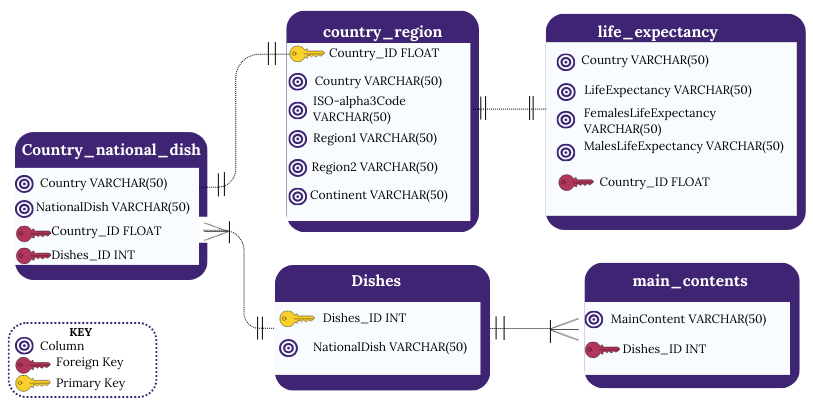 country_region
Country_ID FLOAT
Country VARCHAR(50)
ISO-alpha3Code
VARCHAR(50)
Region1 VARCHAR(50)
Region2 VARCHAR(50)
Continent VARCHAR(50)
life_expectancy
Country VARCHAR(50)
LifeExpectancy VARCHAR(50)
FemalesLifeExpectancy
VARCHAR(50)
MalesLifeExpectancy VARCHAR(50)
Country_ID FLOAT
Country_national_dish
Country VARCHAR(50)
NationalDish VARCHAR(50)
Country_ID FLOAT
Dishes_ID INT
Dishes
Dishes_ID INT
NationalDish VARCHAR(50)
main_contents
MainContent VARCHAR(50)
Dishes_ID INT
KEY
Column
Foreign Key
Primary Key